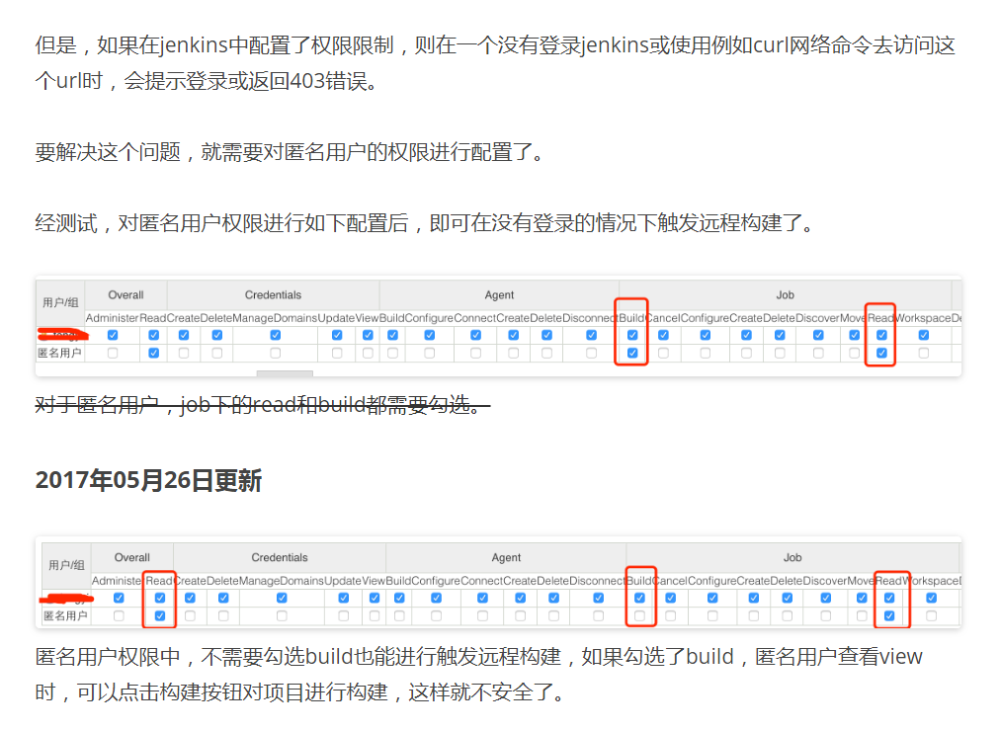 但是，如果在jenkins中配置了权限限制，则在一个没有登录jenkins或使用例如curl网络命令去访问这
个url时，会提示登录或返回403错误。
要解决这个问题，就需要对匿名用户的权限进行配置了。
经测试，对匿名用户权限进行如下配置后，即可在没有登录的情况下触发远程构建了。
用户/组 Overall Credentials Agent Job
Administer Read Create Delete ManageDomains Update View Build Configure Connect Create Delete Disconnect Build Cancel Configure Create Delete Discover Move Read Workspace De
匿名用户
对于匿名用户，job下的read和build都需要勾选。
2017年05月26日更新
用户/组 Overall Credentials Agent Job
Administe Read Create Delete ManageDomains Update View Build Configure Connect Create Delete Disconnect Build Cancel Configure Create Delete Discover Move Read Workspace
匿名用户
匿名用户权限中，不需要勾选build也能进行触发远程构建，如果勾选了build，匿名用户查看view
时，可以点击构建按钮对项目进行构建，这样就不安全了。